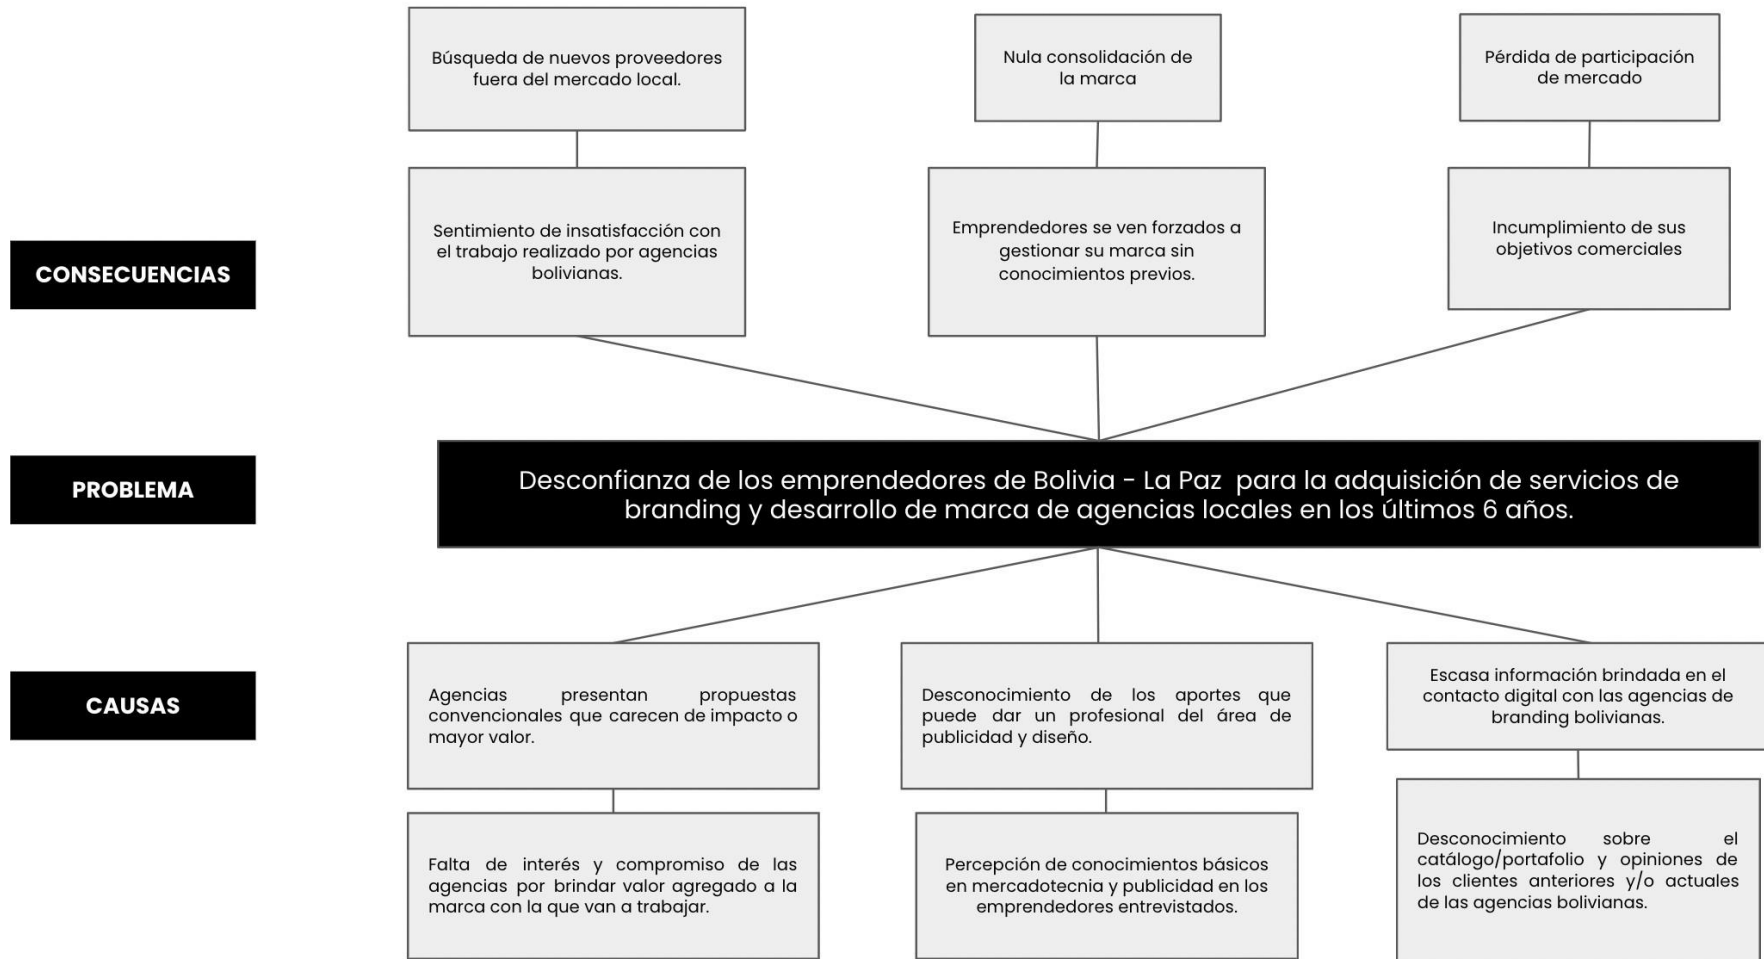 Búsqueda de nuevos proveedores
fuera del mercado local.
Nula consolidación de
la marca
Pérdida de participación
de mercado
Sentimiento de insatisfacción con
el trabajo realizado por agencias
bolivianas.
Emprendedores se ven forzados a
gestionar su marca sin
conocimientos previos.
Incumplimiento de sus
objetivos comerciales
CONSECUENCIAS
PROBLEMA
Desconfianza de los emprendedores de Bolivia - La Paz para la adquisición de servicios de
branding y desarrollo de marca de agencias locales en los últimos 6 años.
CAUSAS
Agencias presentan propuestas
convencionales que carecen de impacto o
mayor valor.
Desconocimiento de los aportes que
puede dar un profesional del área de
publicidad y diseño.
Escasa información brindada en el
contacto digital con las agencias de
branding bolivianas.
Falta de interés y compromiso de las
agencias por brindar valor agregado a la
marca con la que van a trabajar.
Percepción de conocimientos básicos
en mercadotecnia y publicidad en los
emprendedores entrevistados.
Desconocimiento sobre el
catálogo/portafolio y opiniones de
los clientes anteriores y/o actuales
de las agencias bolivianas.